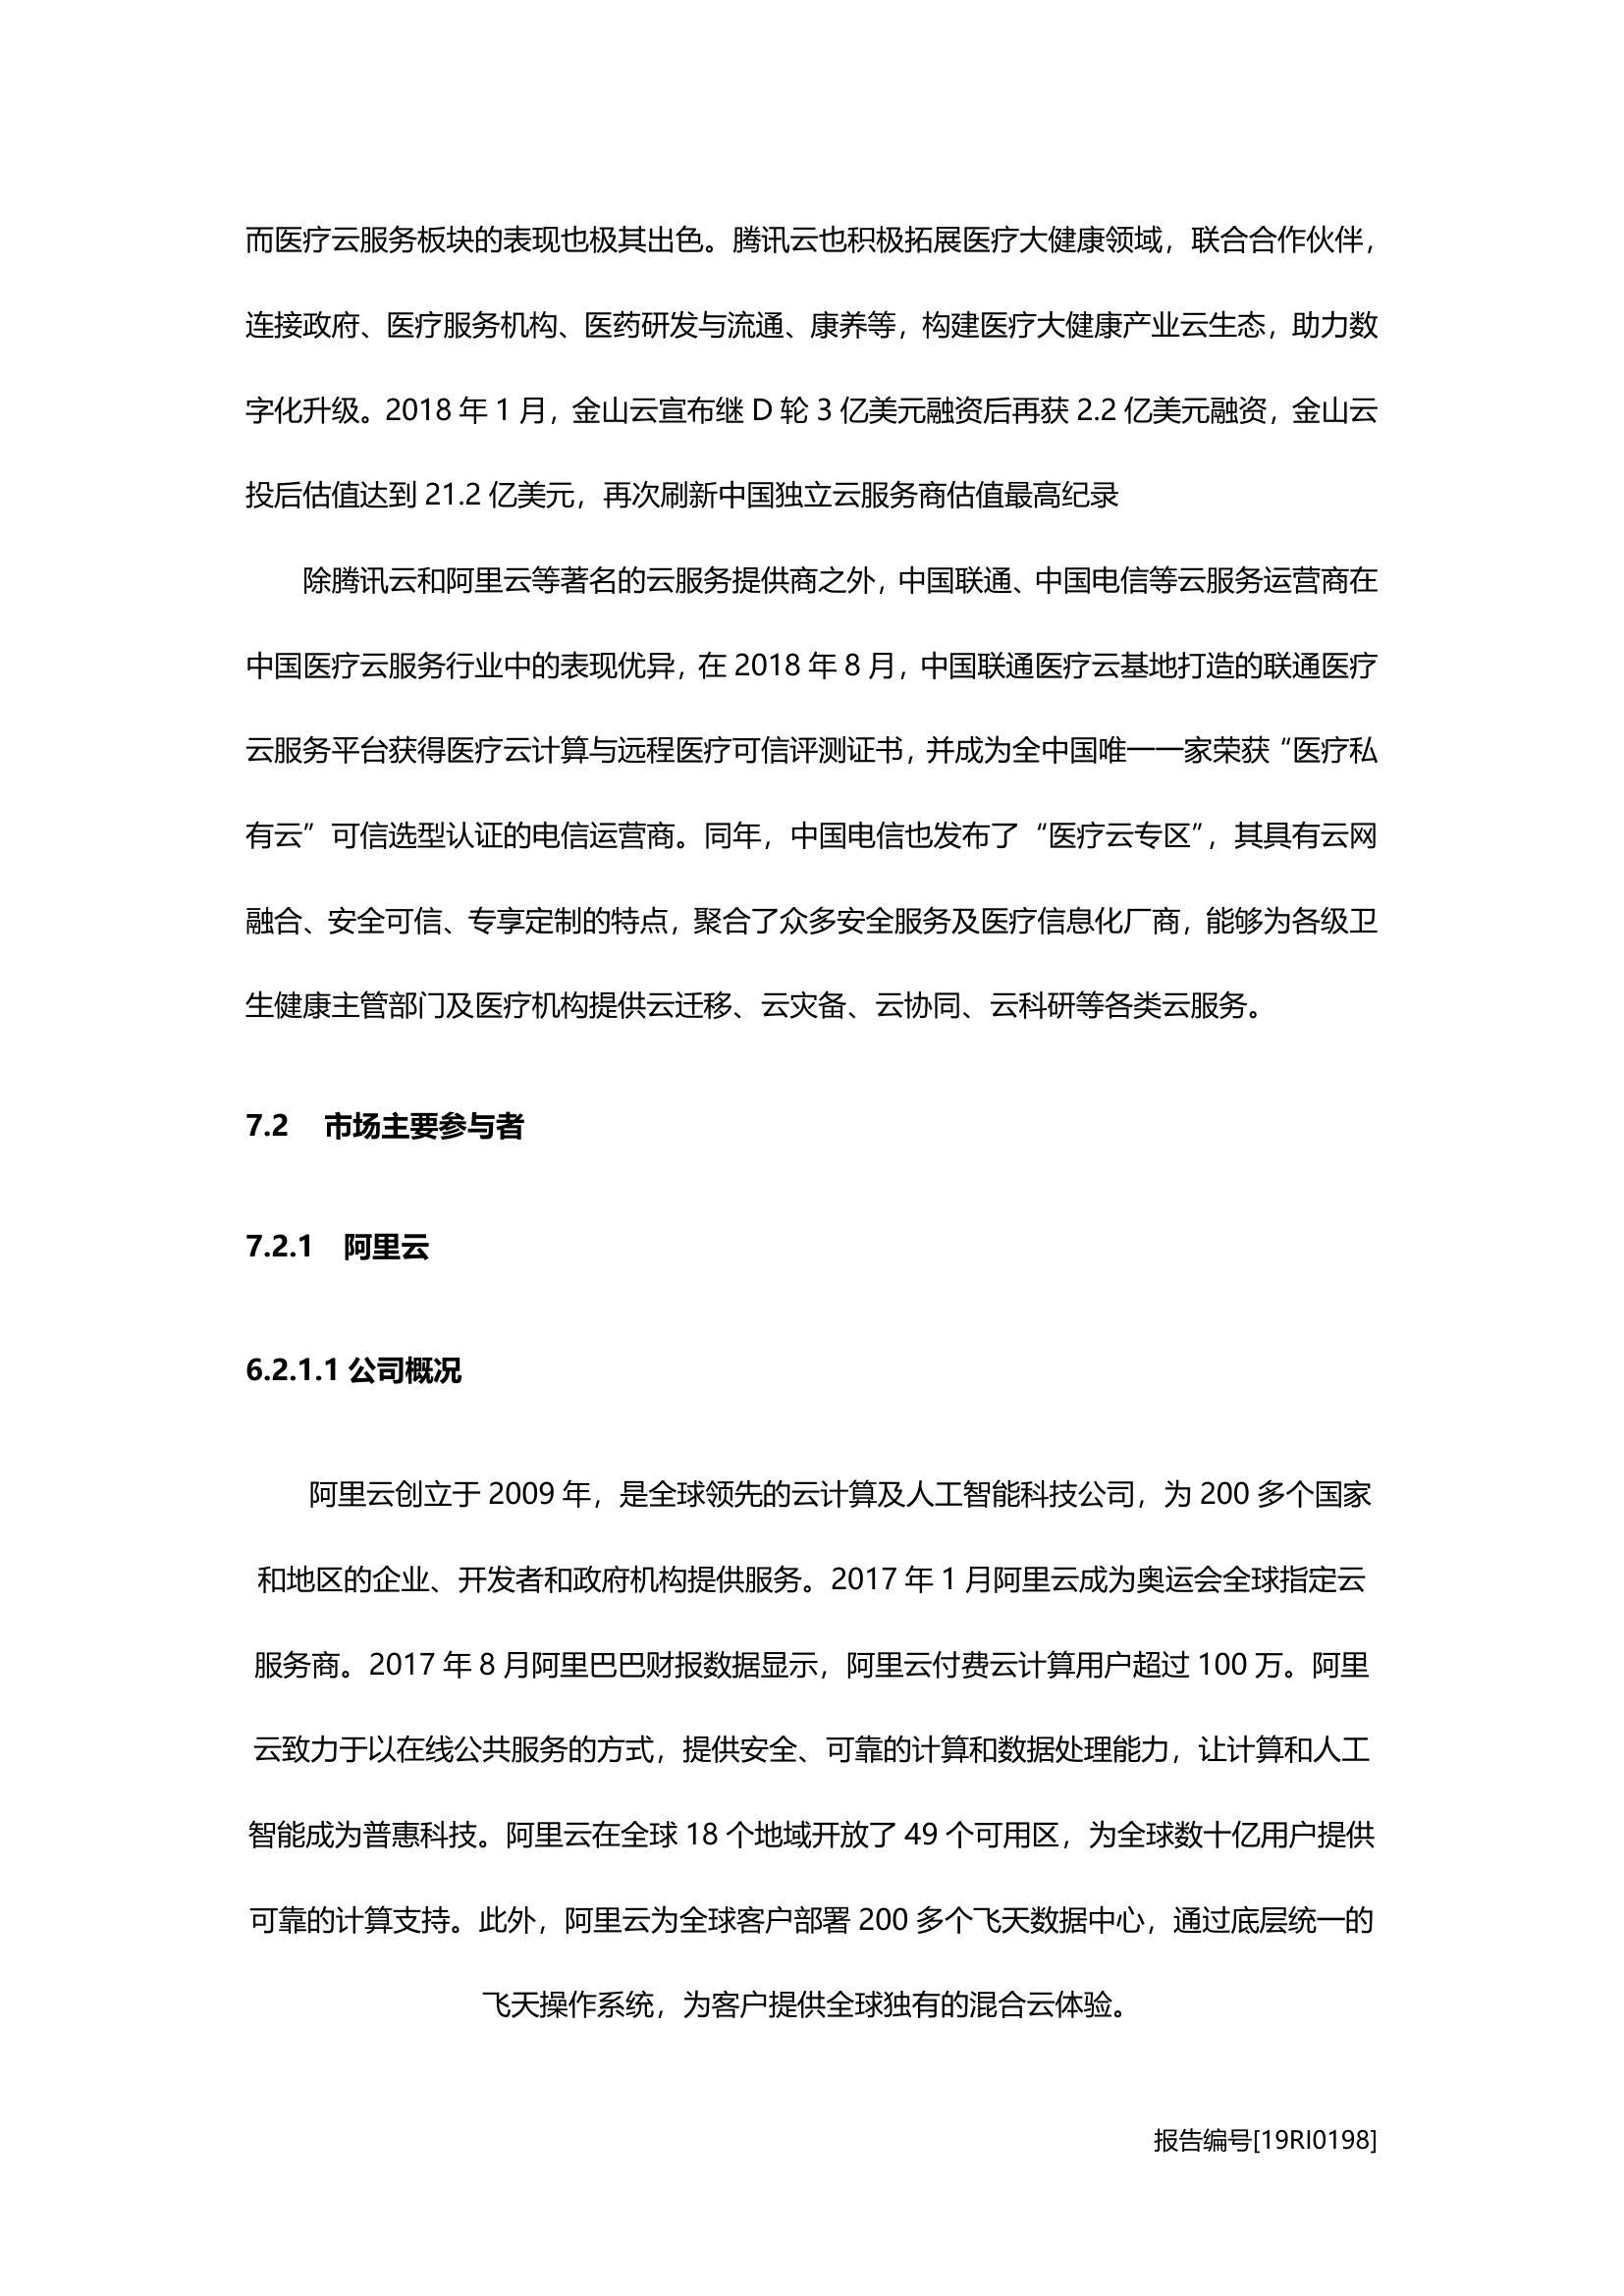 而医疗云服务板块的表现也极其出色。腾讯云也积极拓展医疗大健康领域，联合合作伙伴，
连接政府、医疗服务机构、医药研发与流通、康养等，构建医疗大健康产业云生态，助力数
字化升级。2018 年 1 月，金山云宣布继 D 轮 3 亿美元融资后再获 2.2 亿美元融资，金山云
投后估值达到 21.2 亿美元，再次刷新中国独立云服务商估值最高纪录
除腾讯云和阿里云等著名的云服务提供商之外，中国联通、中国电信等云服务运营商在
中国医疗云服务行业中的表现优异，在 2018 年 8 月，中国联通医疗云基地打造的联通医疗
云服务平台获得医疗云计算与远程医疗可信评测证书，并成为全中国唯一一家荣获“医疗私
有云”可信选型认证的电信运营商。同年，中国电信也发布了“医疗云专区”，其具有云网
融合、安全可信、专享定制的特点，聚合了众多安全服务及医疗信息化厂商，能够为各级卫
生健康主管部门及医疗机构提供云迁移、云灾备、云协同、云科研等各类云服务。
7.2 市场主要参与者
7.2.1 阿里云
6.2.1.1 公司概况
阿里云创立于 2009 年，是全球领先的云计算及人工智能科技公司，为 200 多个国家
和地区的企业、开发者和政府机构提供服务。2017 年 1 月阿里云成为奥运会全球指定云
服务商。2017 年 8 月阿里巴巴财报数据显示，阿里云付费云计算用户超过 100 万。阿里
云致力于以在线公共服务的方式，提供安全、可靠的计算和数据处理能力，让计算和人工
智能成为普惠科技。阿里云在全球 18 个地域开放了 49 个可用区，为全球数十亿用户提供
可靠的计算支持。此外，阿里云为全球客户部署 200 多个飞天数据中心，通过底层统一的
飞天操作系统，为客户提供全球独有的混合云体验。
报告编号[19RI0198]